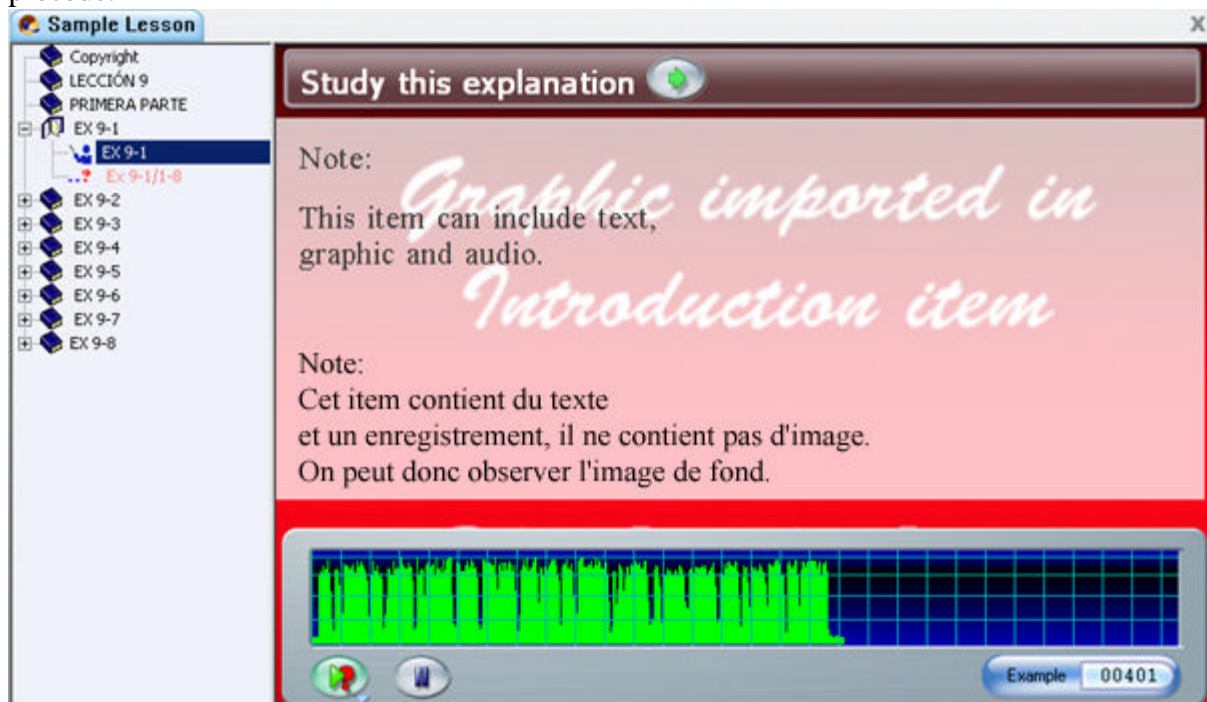 Sample Lesson
X
Copyright
LECCIÓN 9
PRIMERA PARTE
EX 9-1
EX 9-1
Ex 9-1/1-8
EX 9-2
EX 9-3
EX 9-4
EX 9-5
EX 9-6
EX 9-7
EX 9-8
Study this explanation
Graphic imported in
Introduction item
Note:
This item can include text,
graphic and audio.
Note:
Cet item contient du texte
et un enregistrement, il ne contient pas d'image.
On peut donc observer l'image de fond.
Example 00401